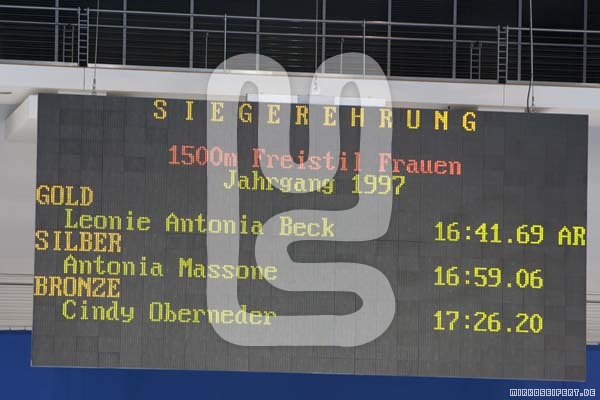 SIEGEREHRUNG
1500m Freistil Frauen
Jahrgang 1997
GOLD
Leonie Antonia Beck 16:41.69 AR
SILBER
Antonia Massone 16:59.06
BRONZE
Cindy Oberneder 17:26.20
MIRKOSEIFERT.DE